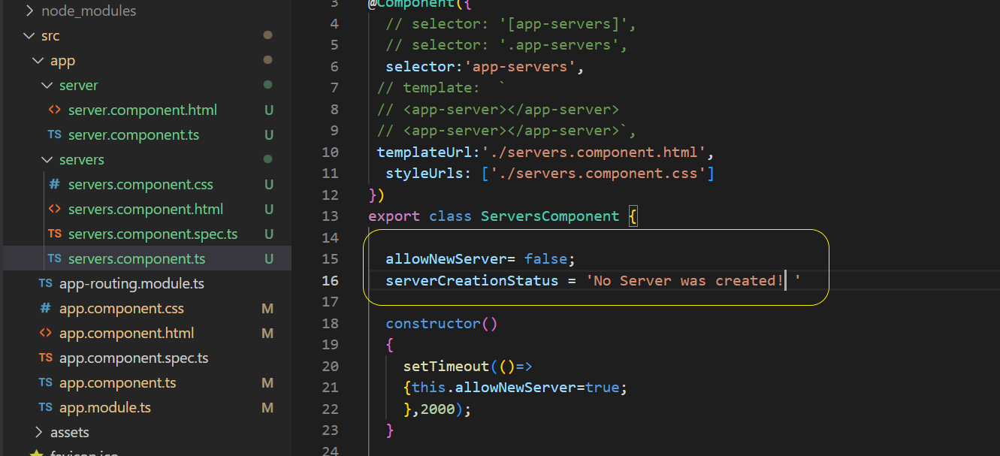 node_modules
src
app
server
<> server.component.html U
TS server.component.ts U
servers
# servers.component.css U
<> servers.component.html U
TS servers.component.spec.ts U
TS servers.component.ts U
TS app-routing.module.ts
# app.component.css M
<> app.component.html M
TS app.component.spec.ts
TS app.component.ts M
TS app.module.ts M
assets
favicon.ico
3 @Component({
4 // selector: '[app-servers]',
5 // selector: '.app-servers',
6 selector:'app-servers',
7 // template: `
8 // <app-server></app-server>
9 // <app-server></app-server>`,
10 templateUrl:'./servers.component.html',
11 styleUrls: ['./servers.component.css']
12 })
13 export class ServersComponent {
14
15 allowNewServer= false;
16 serverCreationStatus = 'No Server was created! '
17
18 constructor()
19 {
20 setTimeout(()=>
21 {this.allowNewServer=true;
22 },2000);
23 }
24